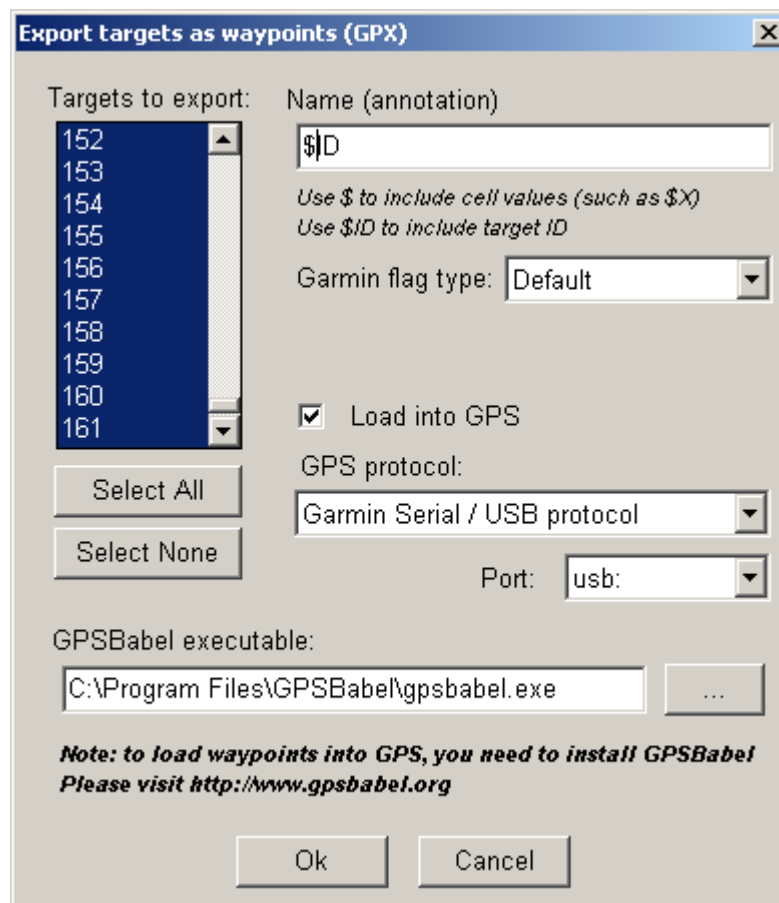 Export targets as waypoints (GPX)
Targets to export:
152
153
154
155
156
157
158
159
160
161
Select All
Select None
Name (annotation)
$ID
Use $ to include cell values (such as $X)
Use $ID to include target ID
Garmin flag type: Default
Load into GPS
GPS protocol:
Garmin Serial / USB protocol
Port: usb:
GPSBabel executable:
C:\Program Files\GPSBabel\gpsbabel.exe
...
Note: to load waypoints into GPS, you need to install GPSBabel
Please visit http://www.gpsbabel.org
Ok
Cancel